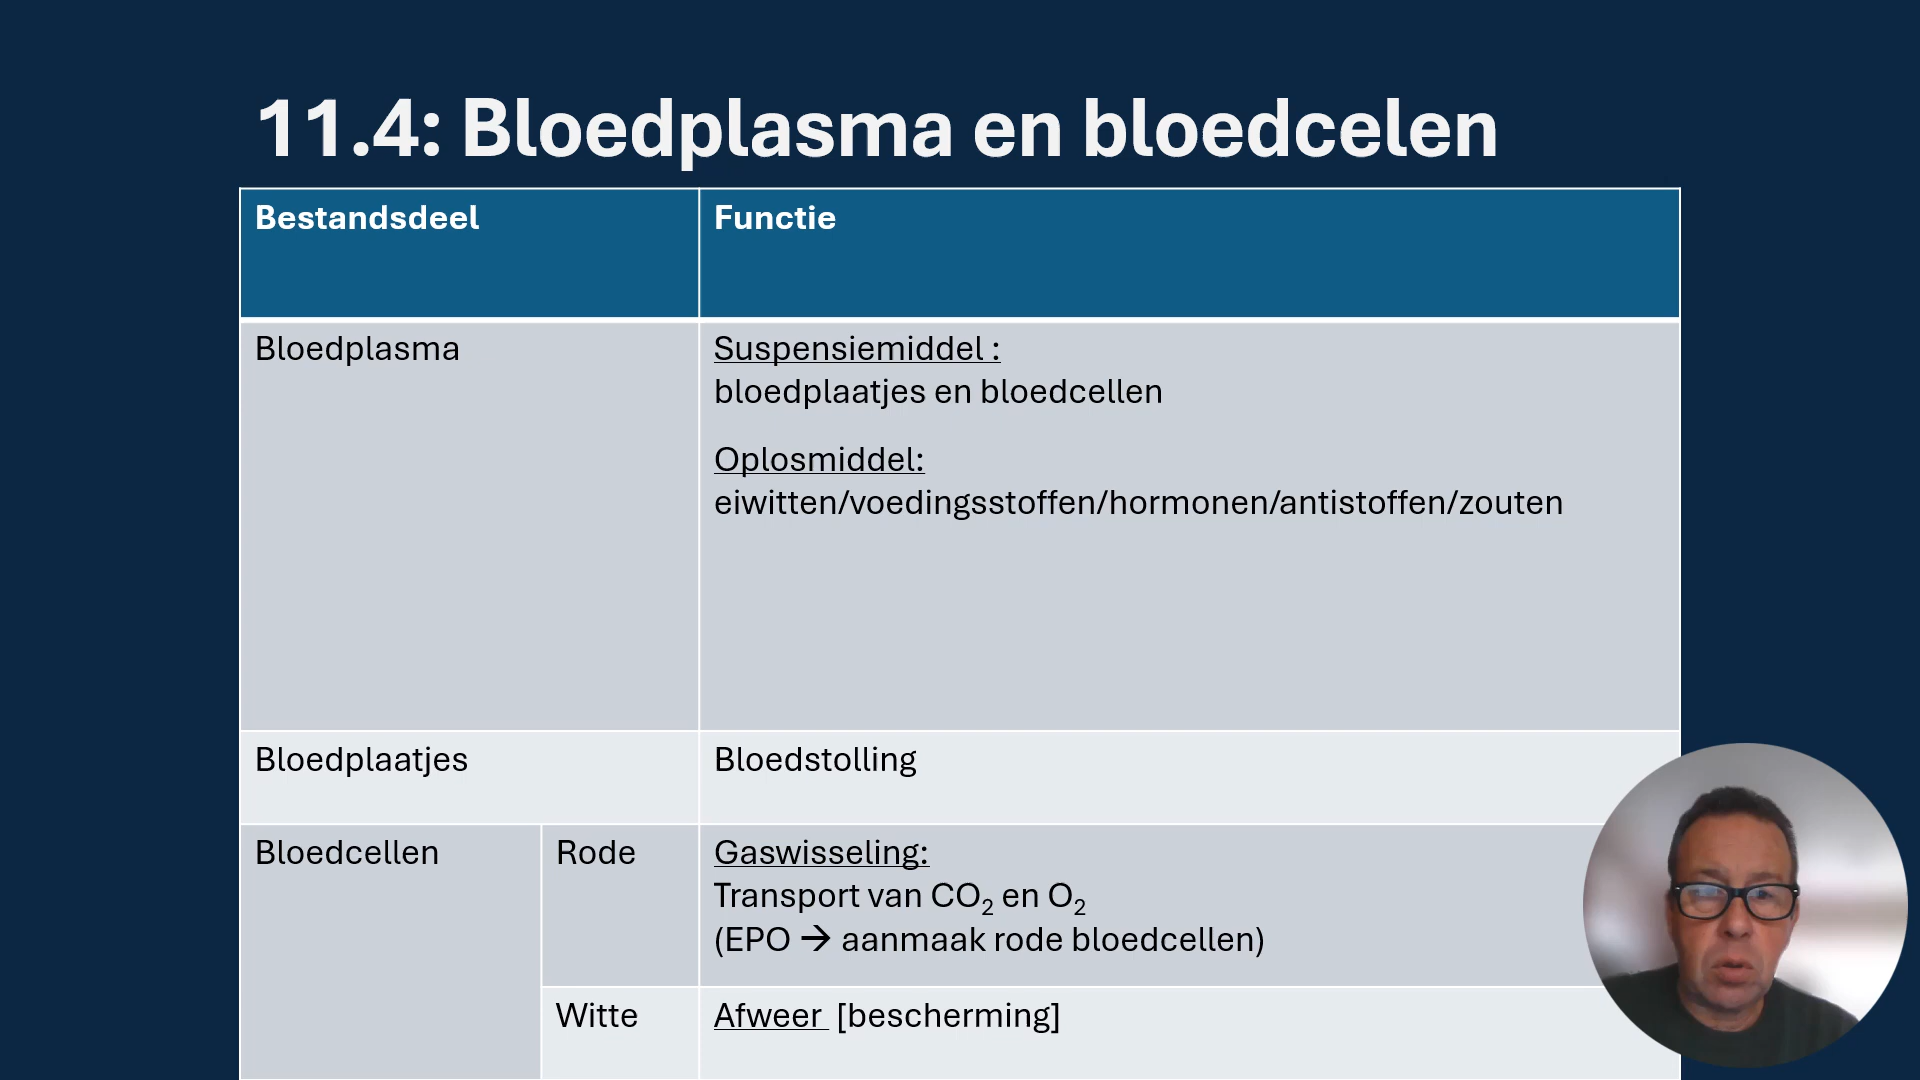 11.4: Bloedplasma en bloedcelen
Bestandsdeel
Functie
Bloedplasma
Suspensiemiddel :
bloedplaatjes en bloedcellen
Oplosmiddel:
eiwitten/voedingsstoffen/hormonen/antistoffen/zouten
Bloedplaatjes
Bloedstolling
Bloedcellen
Rode
Gaswisseling:
Transport van CO₂ en O₂
(EPO → aanmaak rode bloedcellen)
Witte
Afweer [bescherming]